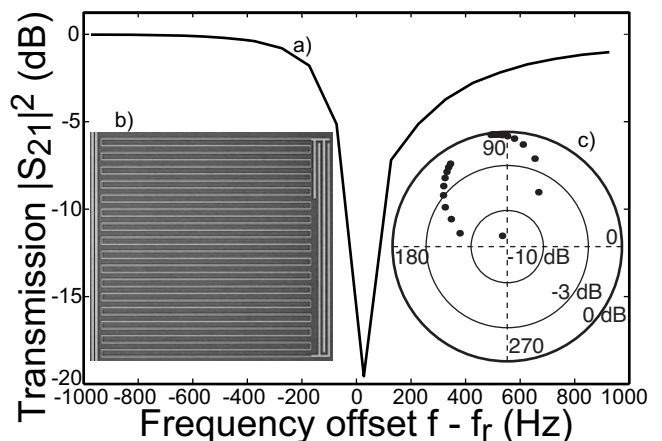 Transmission |S21|² (dB)
0
-5
-10
-15
-20
a)
b)
c)
90
0
180
-10 dB
-3 dB
0 dB
270
-1000 -800 -600 -400 -200 0 200 400 600 800 1000
Frequency offset f - fr (Hz)